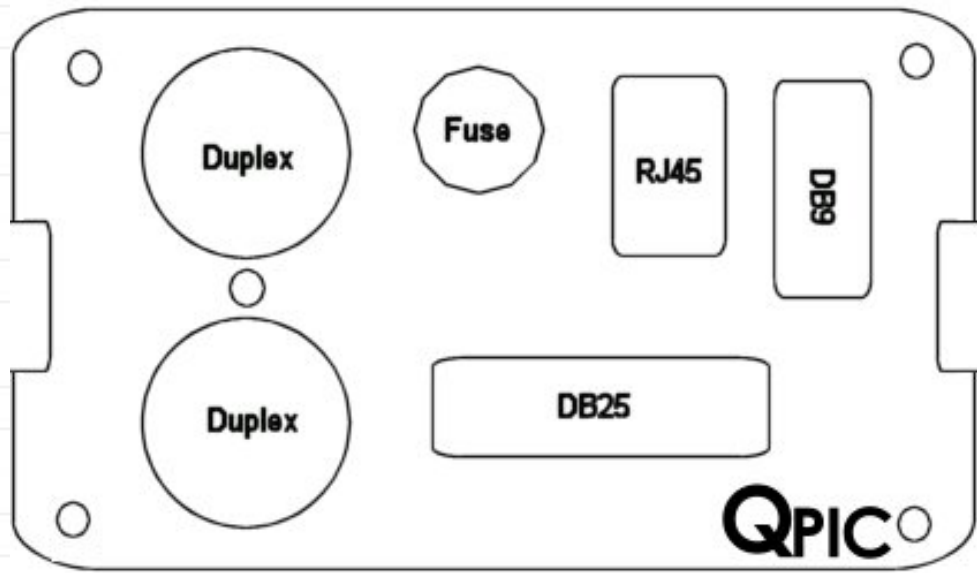 Duplex
Fuse
RJ45
DB9
Duplex
DB25
QPIC